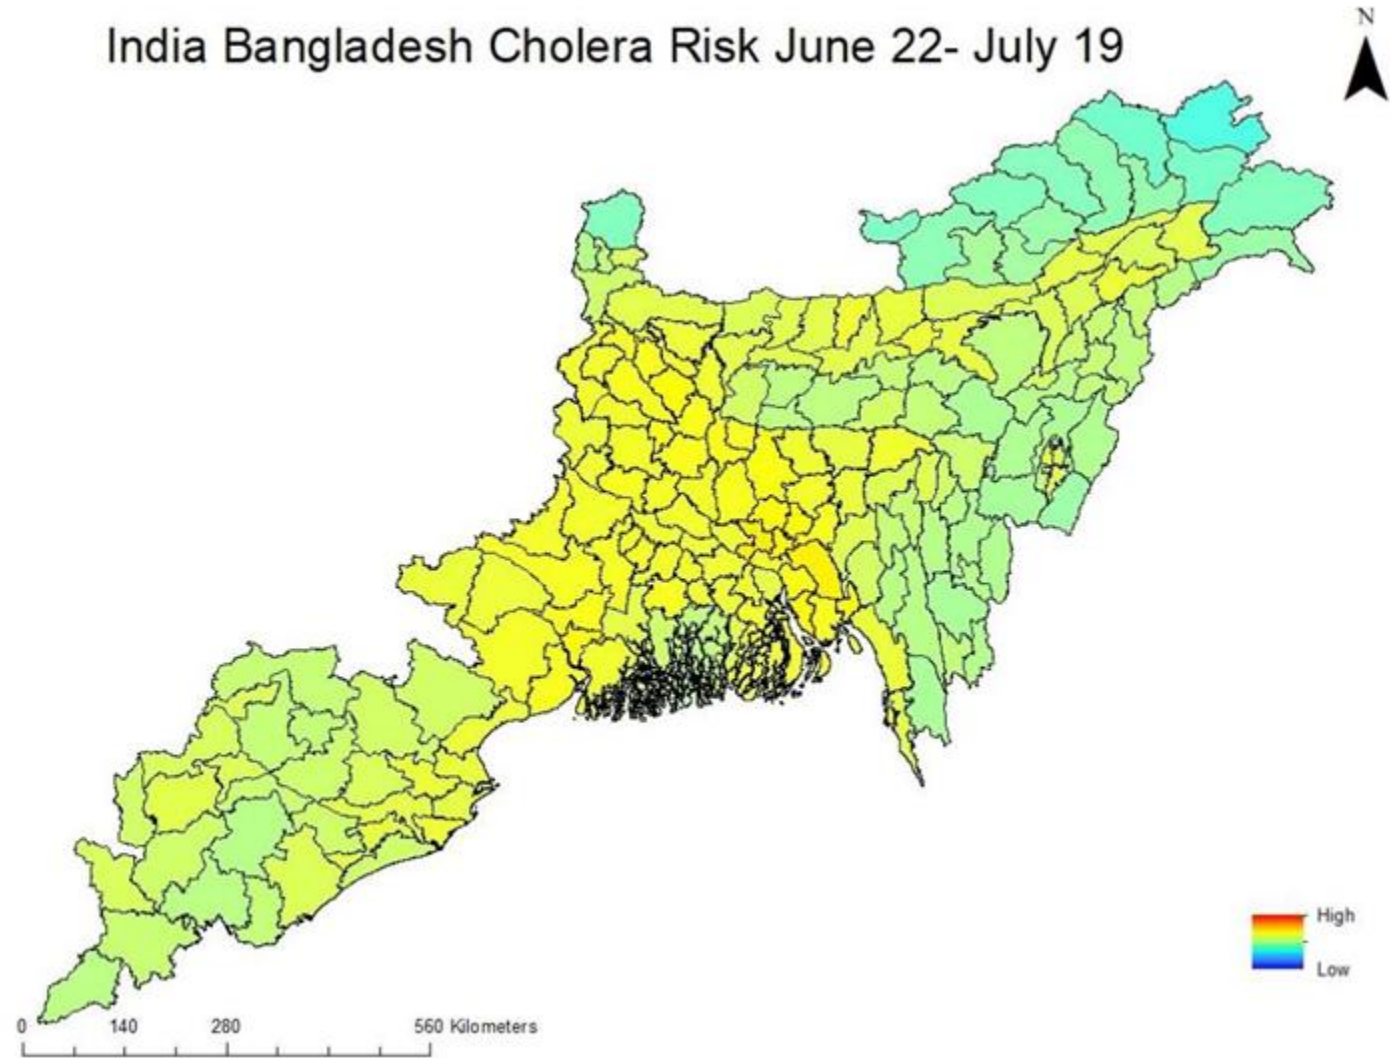 India Bangladesh Cholera Risk June 22- July 19
N
High
Low
0 140 280 560 Kilometers